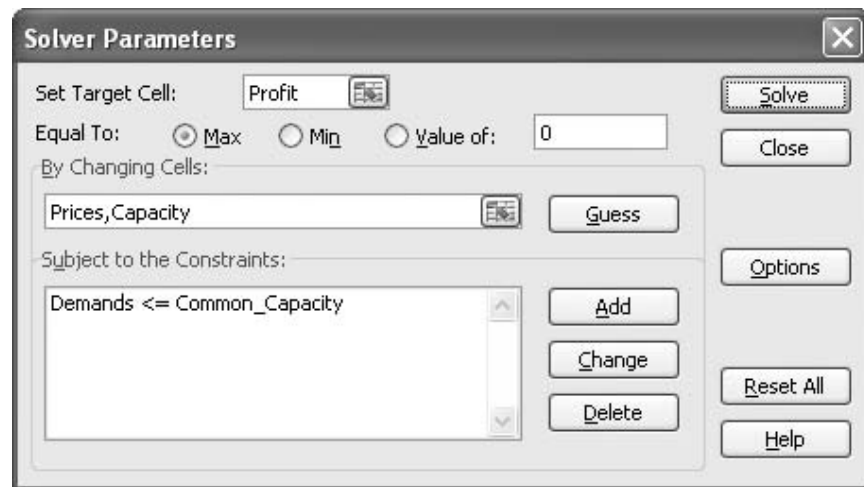 Solver Parameters
Set Target Cell: Profit Solve
Equal To: Max Min Value of: 0
Close
By Changing Cells:
Prices,Capacity Guess
Subject to the Constraints: Options
Demands <= Common_Capacity Add
Change
Reset All
Delete
Help